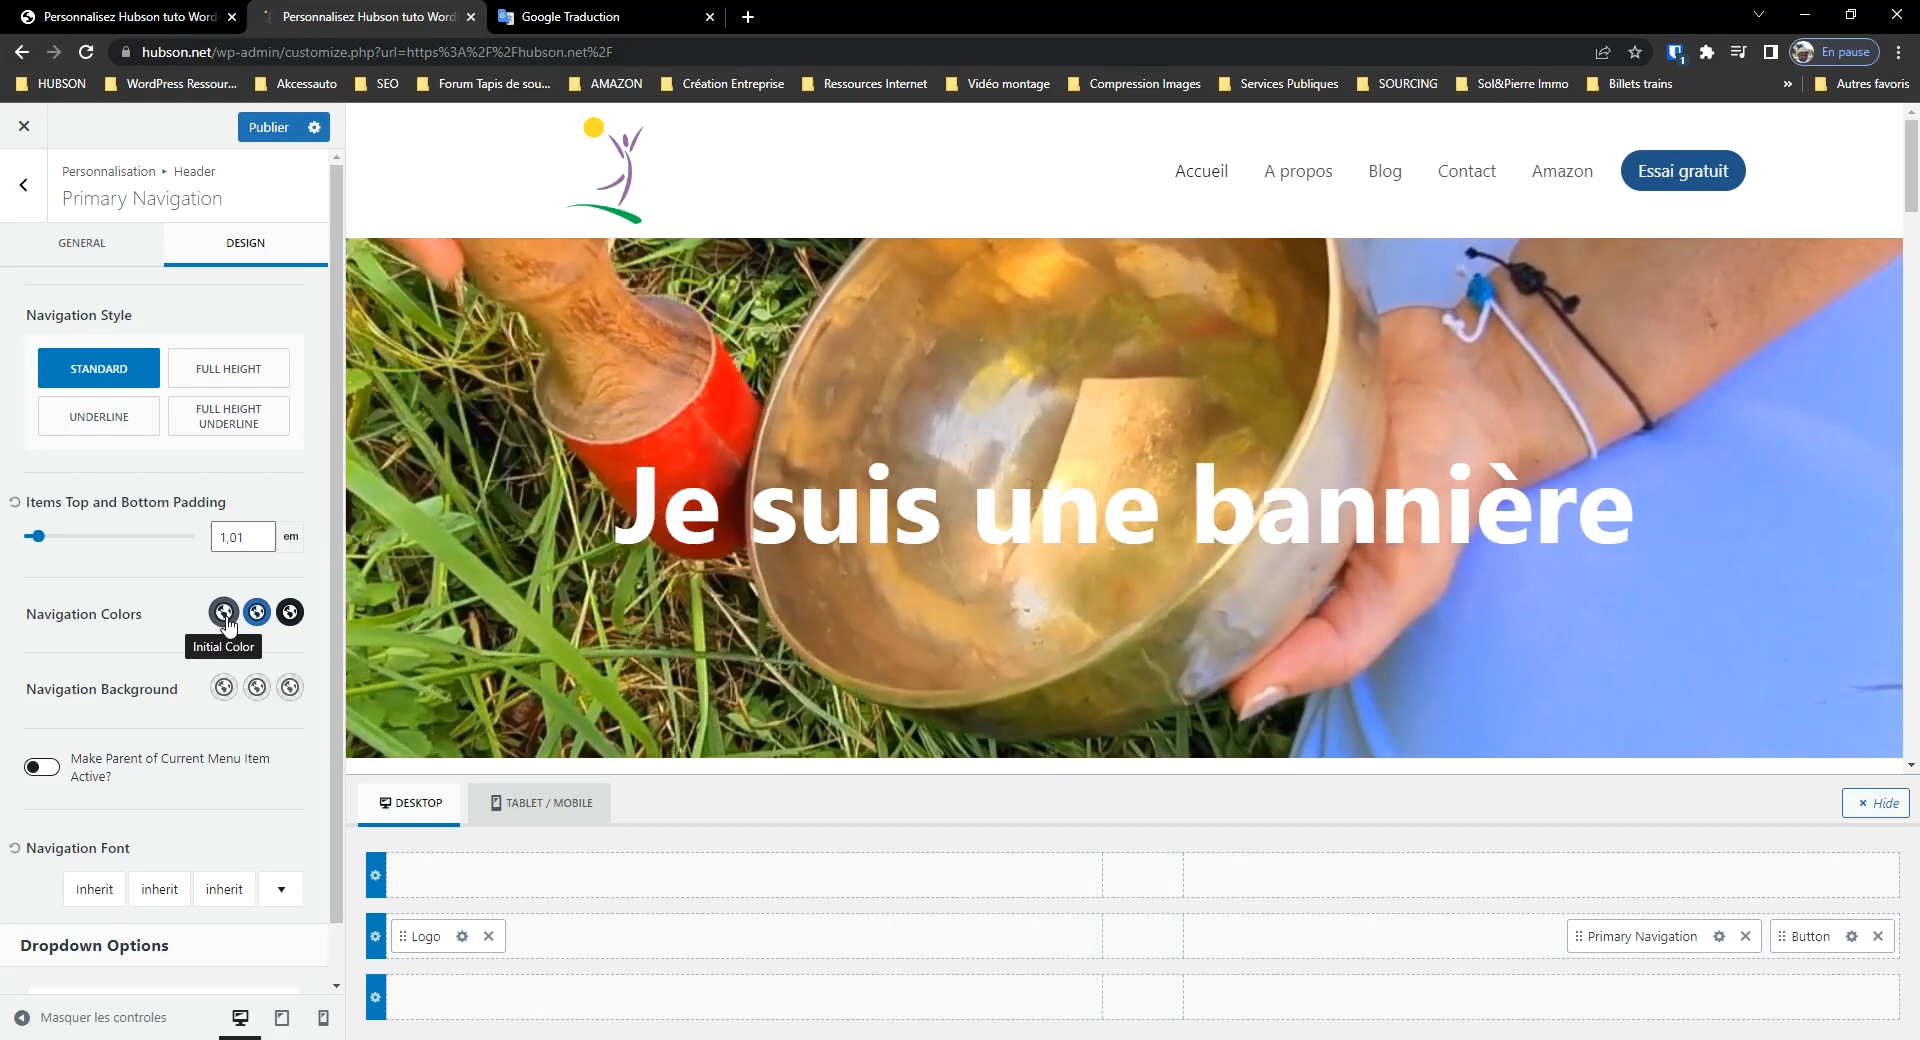 Personnalisez Hubson tuto Word
Personnalisez Hubson tuto Word
Google Traduction
hubson.net/wp-admin/customize.php?url=https%3A%2F%2Fhubson.net%2F
En pause
1
HUBSON
WordPress Ressour...
Akcessauto
SEO
Forum Tapis de sou...
AMAZON
Création Entreprise
Ressources Internet
Vidéo montage
Compression Images
Services Publiques
SOURCING
Sol&Pierre Immo
Billets trains
»
Autres favoris
Publier
Personnalisation ▸ Header
Primary Navigation
GENERAL
DESIGN
Navigation Style
STANDARD
FULL HEIGHT
UNDERLINE
FULL HEIGHT
UNDERLINE
Items Top and Bottom Padding
1,01
em
Navigation Colors
Initial Color
Navigation Background
Make Parent of Current Menu Item
Active?
Navigation Font
Inherit
inherit
inherit
Dropdown Options
Masquer les controles
Accueil
A propos
Blog
Contact
Amazon
Essai gratuit
Je suis une bannière
DESKTOP
TABLET / MOBILE
× Hide
Logo
Primary Navigation
Button